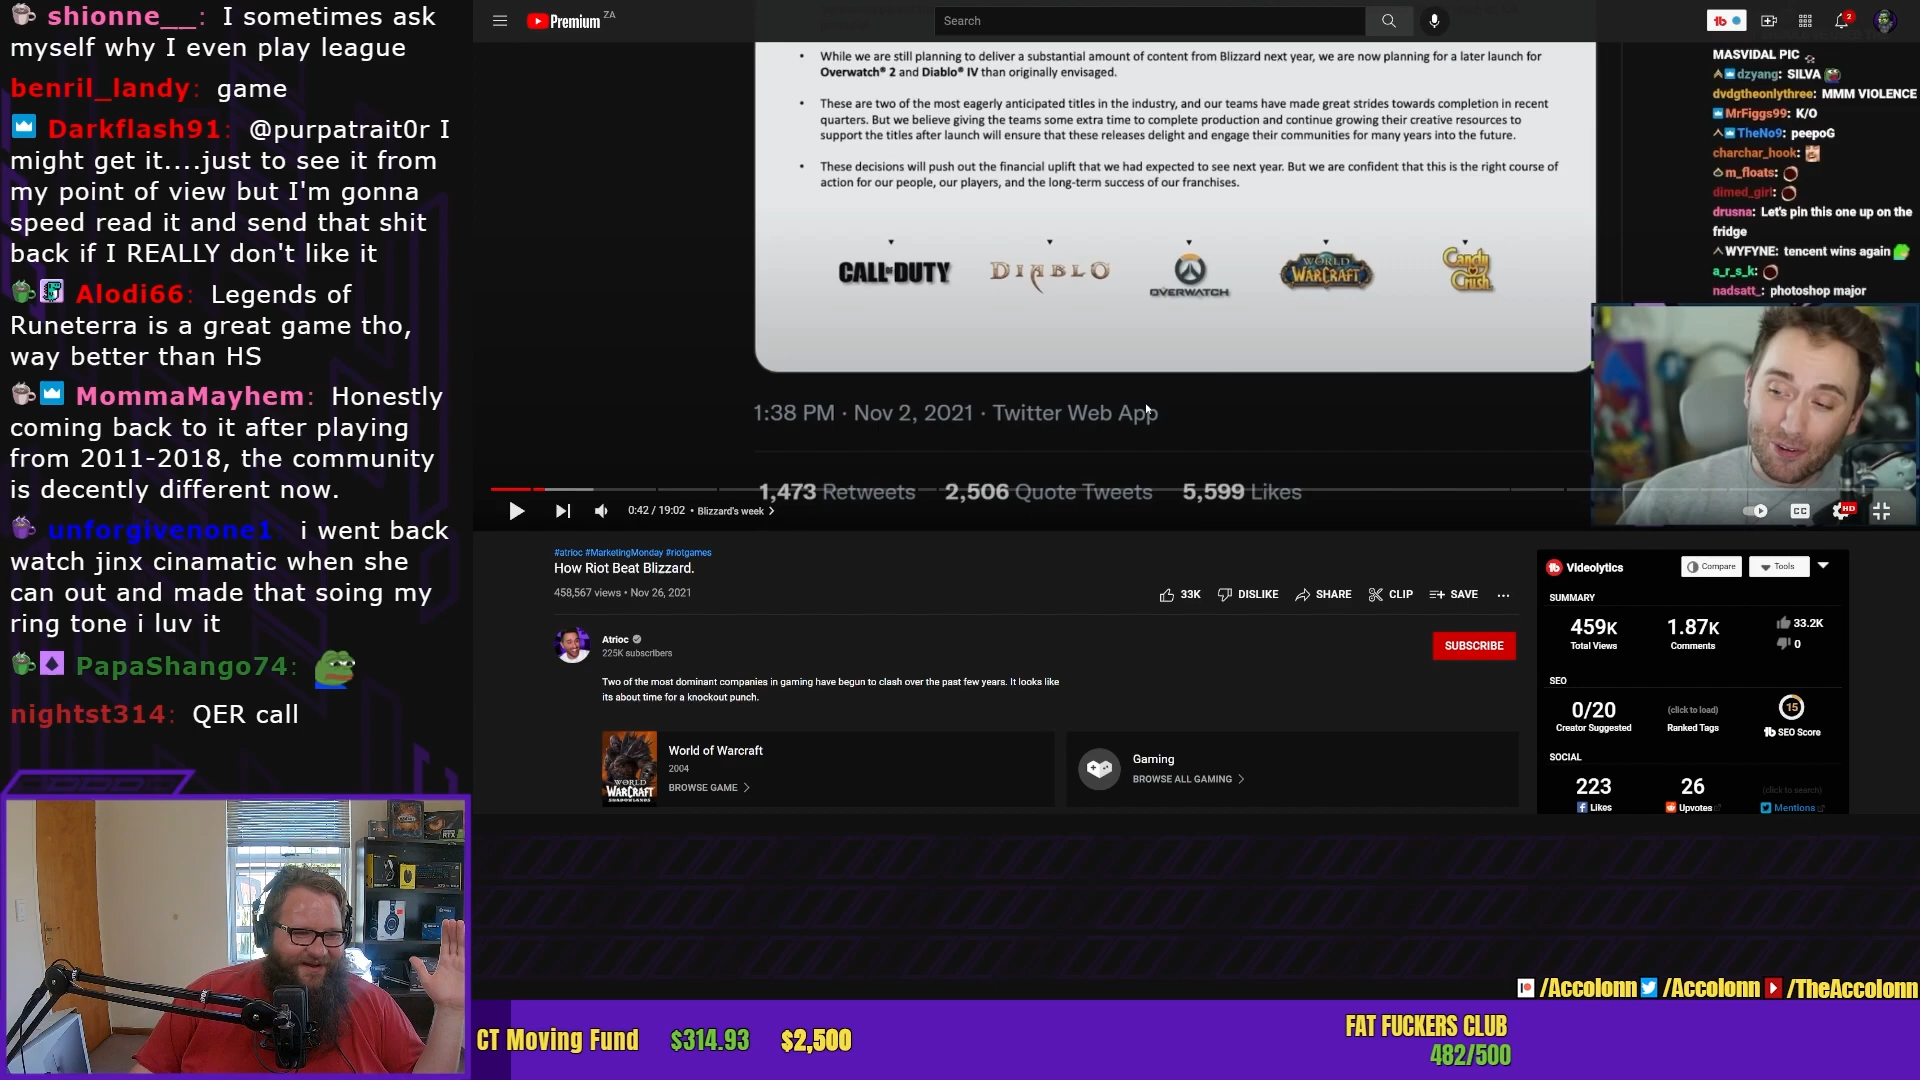 shionne__: I sometimes ask
myself why I even play league
benril_landy: game
Darkflash91: @purpatrait0r I
might get it....just to see it from
my point of view but I'm gonna
speed read it and send that shit
back if I REALLY don't like it
Alodi66: Legends of
Runeterra is a great game tho,
way better than HS
MommaMayhem: Honestly
coming back to it after playing
from 2011-2018, the community
is decently different now.
unforgivenone1: i went back
watch jinx cinamatic when she
can out and made that soing my
ring tone i luv it
PapaShango74:
nightst314: QER call
Premium ZA
Search
2
While we are still planning to deliver a substantial amount of content from Blizzard next year, we are now planning for a later launch for
Overwatch® 2 and Diablo® IV than originally envisaged.
These are two of the most eagerly anticipated titles in the industry, and our teams have made great strides towards completion in recent
quarters. But we believe giving the teams some extra time to complete production and continue growing their creative resources to
support the titles after launch will ensure that these releases delight and engage their communities for many years into the future.
These decisions will push out the financial uplift that we had expected to see next year. But we are confident that this is the right course of
action for our people, our players, and the long-term success of our franchises.
CALL OF DUTY
DIABLO
OVERWATCH
WORLD WARCRAFT
Candy Crush
1:38 PM · Nov 2, 2021 · Twitter Web App
1,473 Retweets 2,506 Quote Tweets 5,599 Likes
MASVIDAL PIC
dzyang: SILVA
dvdgtheonlythree: MMM VIOLENCE
MrFiggs99: K/O
TheNo9: peepoG
charchar_hook:
m_floats:
dimed_girl:
drusna: Let's pin this one up on the
fridge
WYFYNE: tencent wins again
a_r_s_k:
nadsatt_: photoshop major
0:42 / 19:02 • Blizzard's week >
CC
HD
#atrioc #MarketingMonday #riotgames
How Riot Beat Blizzard.
458,567 views • Nov 26, 2021
33K DISLIKE SHARE CLIP SAVE ...
Atrioc
225K subscribers
SUBSCRIBE
Two of the most dominant companies in gaming have begun to clash over the past few years. It looks like
its about time for a knockout punch.
WORLD WARCRAFT
World of Warcraft
2004
BROWSE GAME >
Gaming
BROWSE ALL GAMING >
Videolytics
Compare
Tools
SUMMARY
459K
Total Views
1.87K
Comments
33.2K
0
SEO
0/20
Creator Suggested
(click to load)
Ranked Tags
15
SEO Score
SOCIAL
223
Likes
26
Upvotes
(click to search)
Mentions
/Accolonn /Accolonn /TheAccolonn
CT Moving Fund $314.93 $2,500
FAT FUCKERS CLUB
482/500